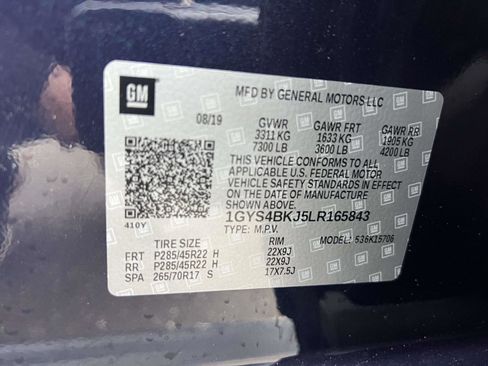 GM
MFD BY GENERAL MOTORS LLC
08/19 GVWR GAWR FRT GAWR RR
3311 KG 1633 KG 1905 KG
7300 LB 3600 LB 4200 LB
THIS VEHICLE CONFORMS TO ALL
APPLICABLE U.S. FEDERAL MOTOR
VEHICLE SAFETY STANDARDS IN EFFECT
ON THE DATE OF MANUFACTURE SHOWN
ABOVE.
1GYS4BKJ5LR165843
410Y TYPE: M.P.V.
TIRE SIZE RIM 536K15706
FRT P285/45R22 H 22X9J
RR P285/45R22 H 22X9J
SPA 265/70R17 S 17X7.5J